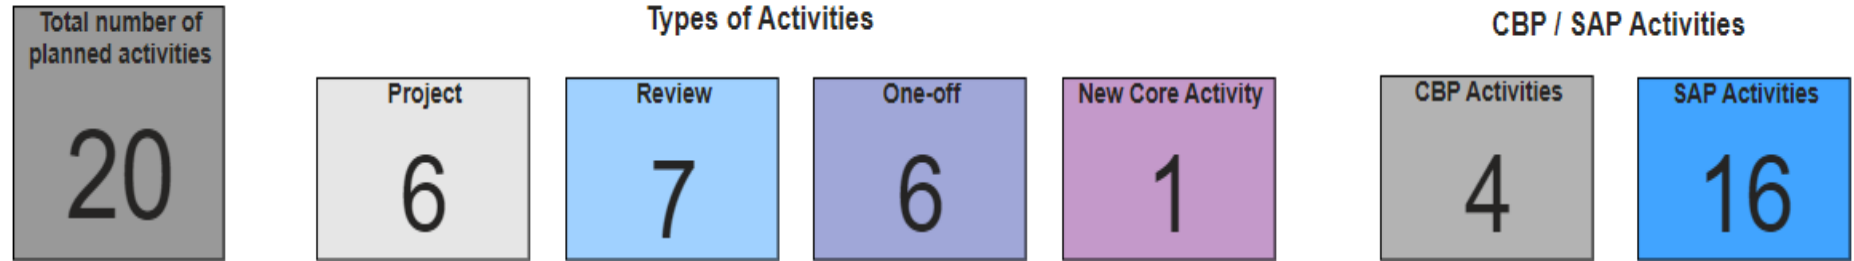 Total number of
planned activities
20
Types of Activities
Project
6
Review
7
One-off
6
New Core Activity
1
CBP / SAP Activities
CBP Activities
4
SAP Activities
16